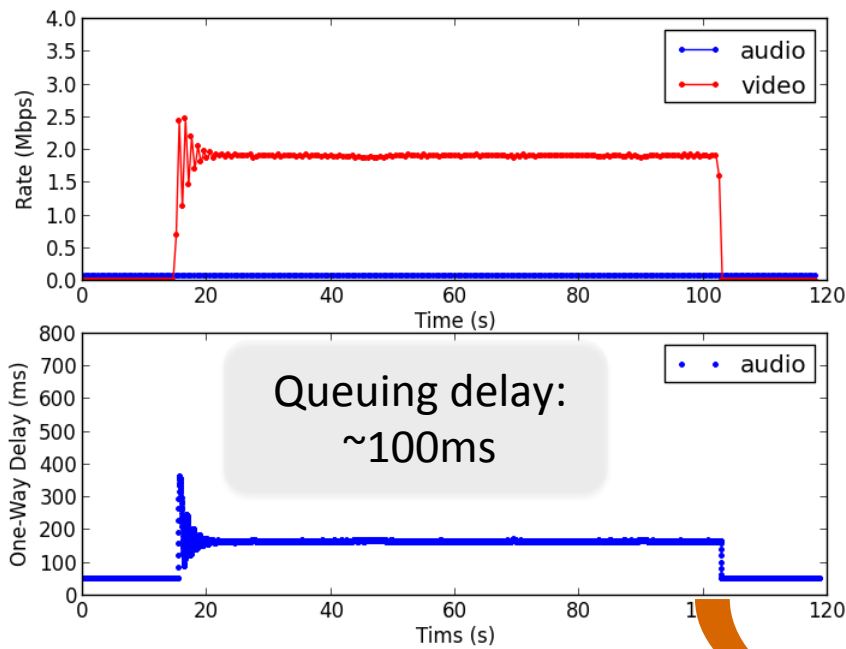 4.0
3.5
3.0
2.5
2.0
1.5
1.0
0.5
0.0
Rate (Mbps)
audio
video
0 20 40 60 80 100 120
Time (s)
800
700
600
500
400
300
200
100
0
One-Way Delay (ms)
Queuing delay:
~100ms
audio
0 20 40 60 80 120
Tims (s)